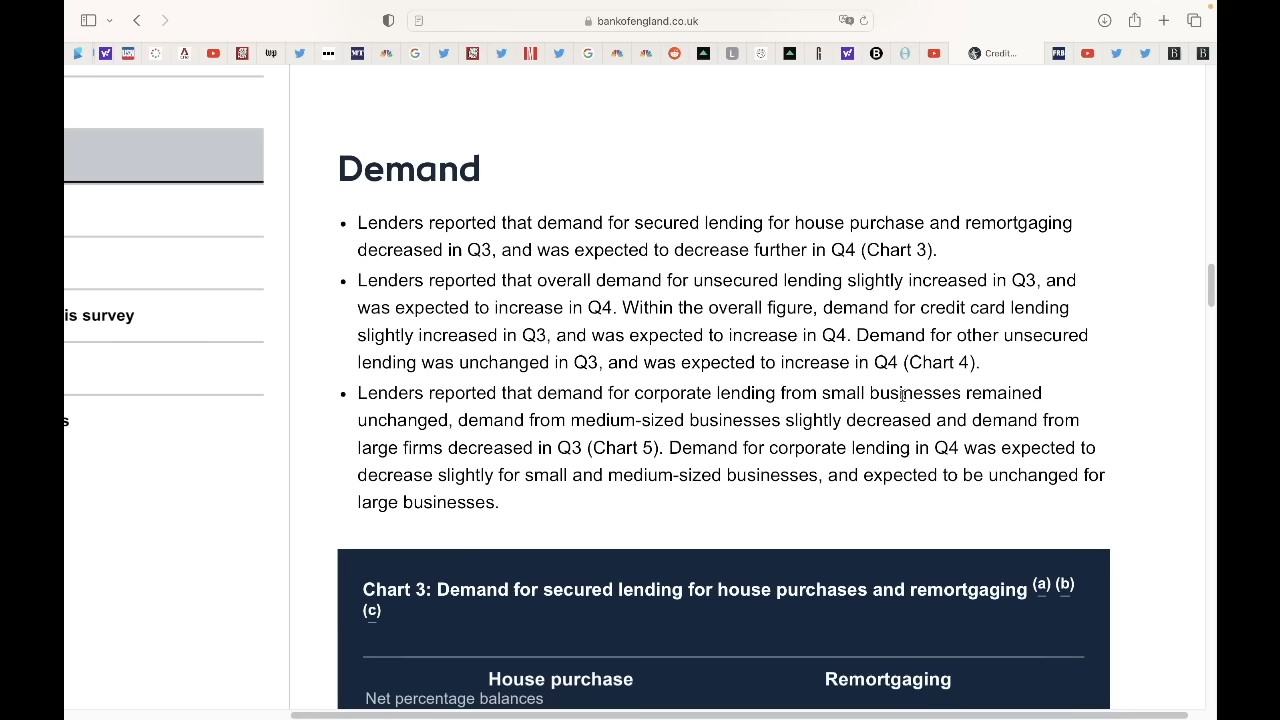 bankofengland.co.uk
Credit...
Demand
• Lenders reported that demand for secured lending for house purchase and remortgaging
decreased in Q3, and was expected to decrease further in Q4 (Chart 3).
• Lenders reported that overall demand for unsecured lending slightly increased in Q3, and
was expected to increase in Q4. Within the overall figure, demand for credit card lending
slightly increased in Q3, and was expected to increase in Q4. Demand for other unsecured
lending was unchanged in Q3, and was expected to increase in Q4 (Chart 4).
is survey
• Lenders reported that demand for corporate lending from small businesses remained
unchanged, demand from medium-sized businesses slightly decreased and demand from
s
large firms decreased in Q3 (Chart 5). Demand for corporate lending in Q4 was expected to
decrease slightly for small and medium-sized businesses, and expected to be unchanged for
large businesses.
Chart 3: Demand for secured lending for house purchases and remortgaging (a) (b)
(c)
House purchase Remortgaging
Net percentage balances